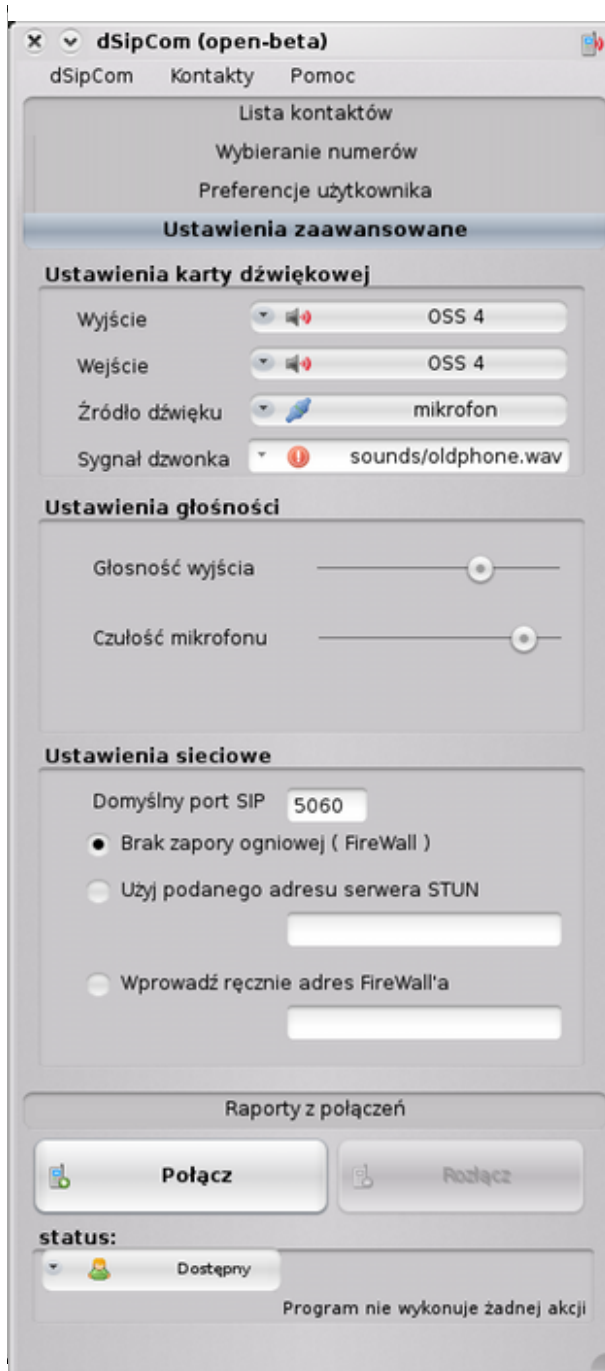 dSipCom (open-beta)
dSipCom Kontakty Pomoc
Lista kontaktów
Wybieranie numerów
Preferencje użytkownika
Ustawienia zaawansowane
Ustawienia karty dźwiękowej
Wyjście OSS 4
Wejście OSS 4
Źródło dźwięku mikrofon
Sygnał dzwonka sounds/oldphone.wav
Ustawienia głośności
Głosność wyjścia
Czułość mikrofonu
Ustawienia sieciowe
Domyślny port SIP 5060
Brak zapory ogniowej ( FireWall )
Użyj podanego adresu serwera STUN
Wprowadź ręcznie adres FireWall'a
Raporty z połączeń
Połącz Rozłącz
status:
Dostępny
Program nie wykonuje żadnej akcji